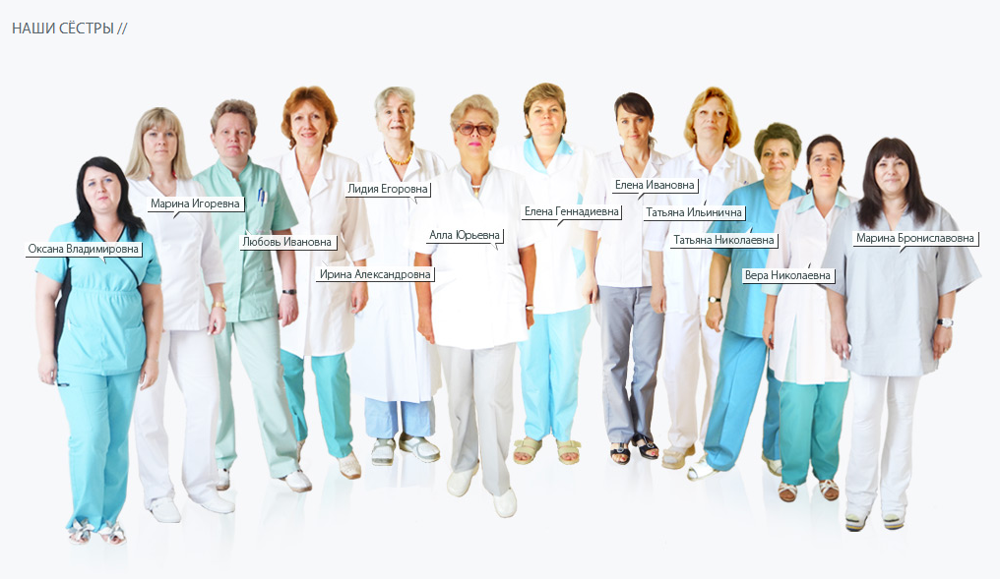 НАШИ СЁСТРЫ //
Лидия Егоровна
Елена Ивановна
Марина Игоревна
Елена Геннадиевна
Татьяна Ильинична
Алла Юрьевна
Любовь Ивановна
Татьяна Николаевна
Марина Брониславовна
Оксана Владимировна
Ирина Александровна
Вера Николаевна